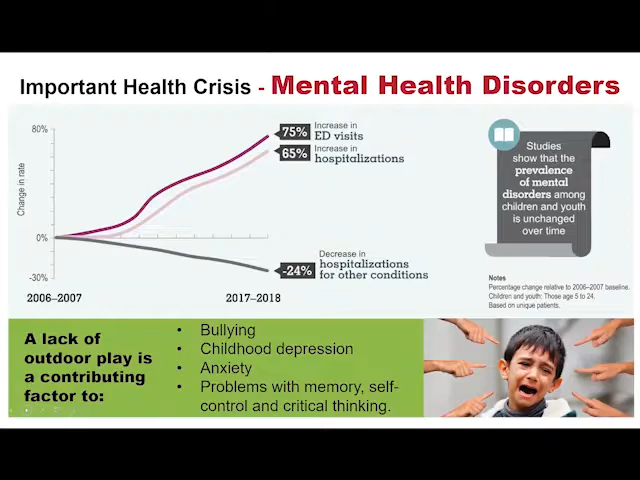 Important Health Crisis - Mental Health Disorders
80%
Change in rate
0%
-30%
2006–2007
2017–2018
75%
Increase in
ED visits
65%
Increase in
hospitalizations
-24%
Decrease in
hospitalizations
for other conditions
Studies
show that the
prevalence
of mental
disorders among
children and youth
is unchanged
over time
Notes
Percentage change relative to 2006–2007 baseline.
Children and youth: Those age 5 to 24.
Based on unique patients.
A lack of
outdoor play is
a contributing
factor to:
• Bullying
• Childhood depression
• Anxiety
• Problems with memory, self-
control and critical thinking.